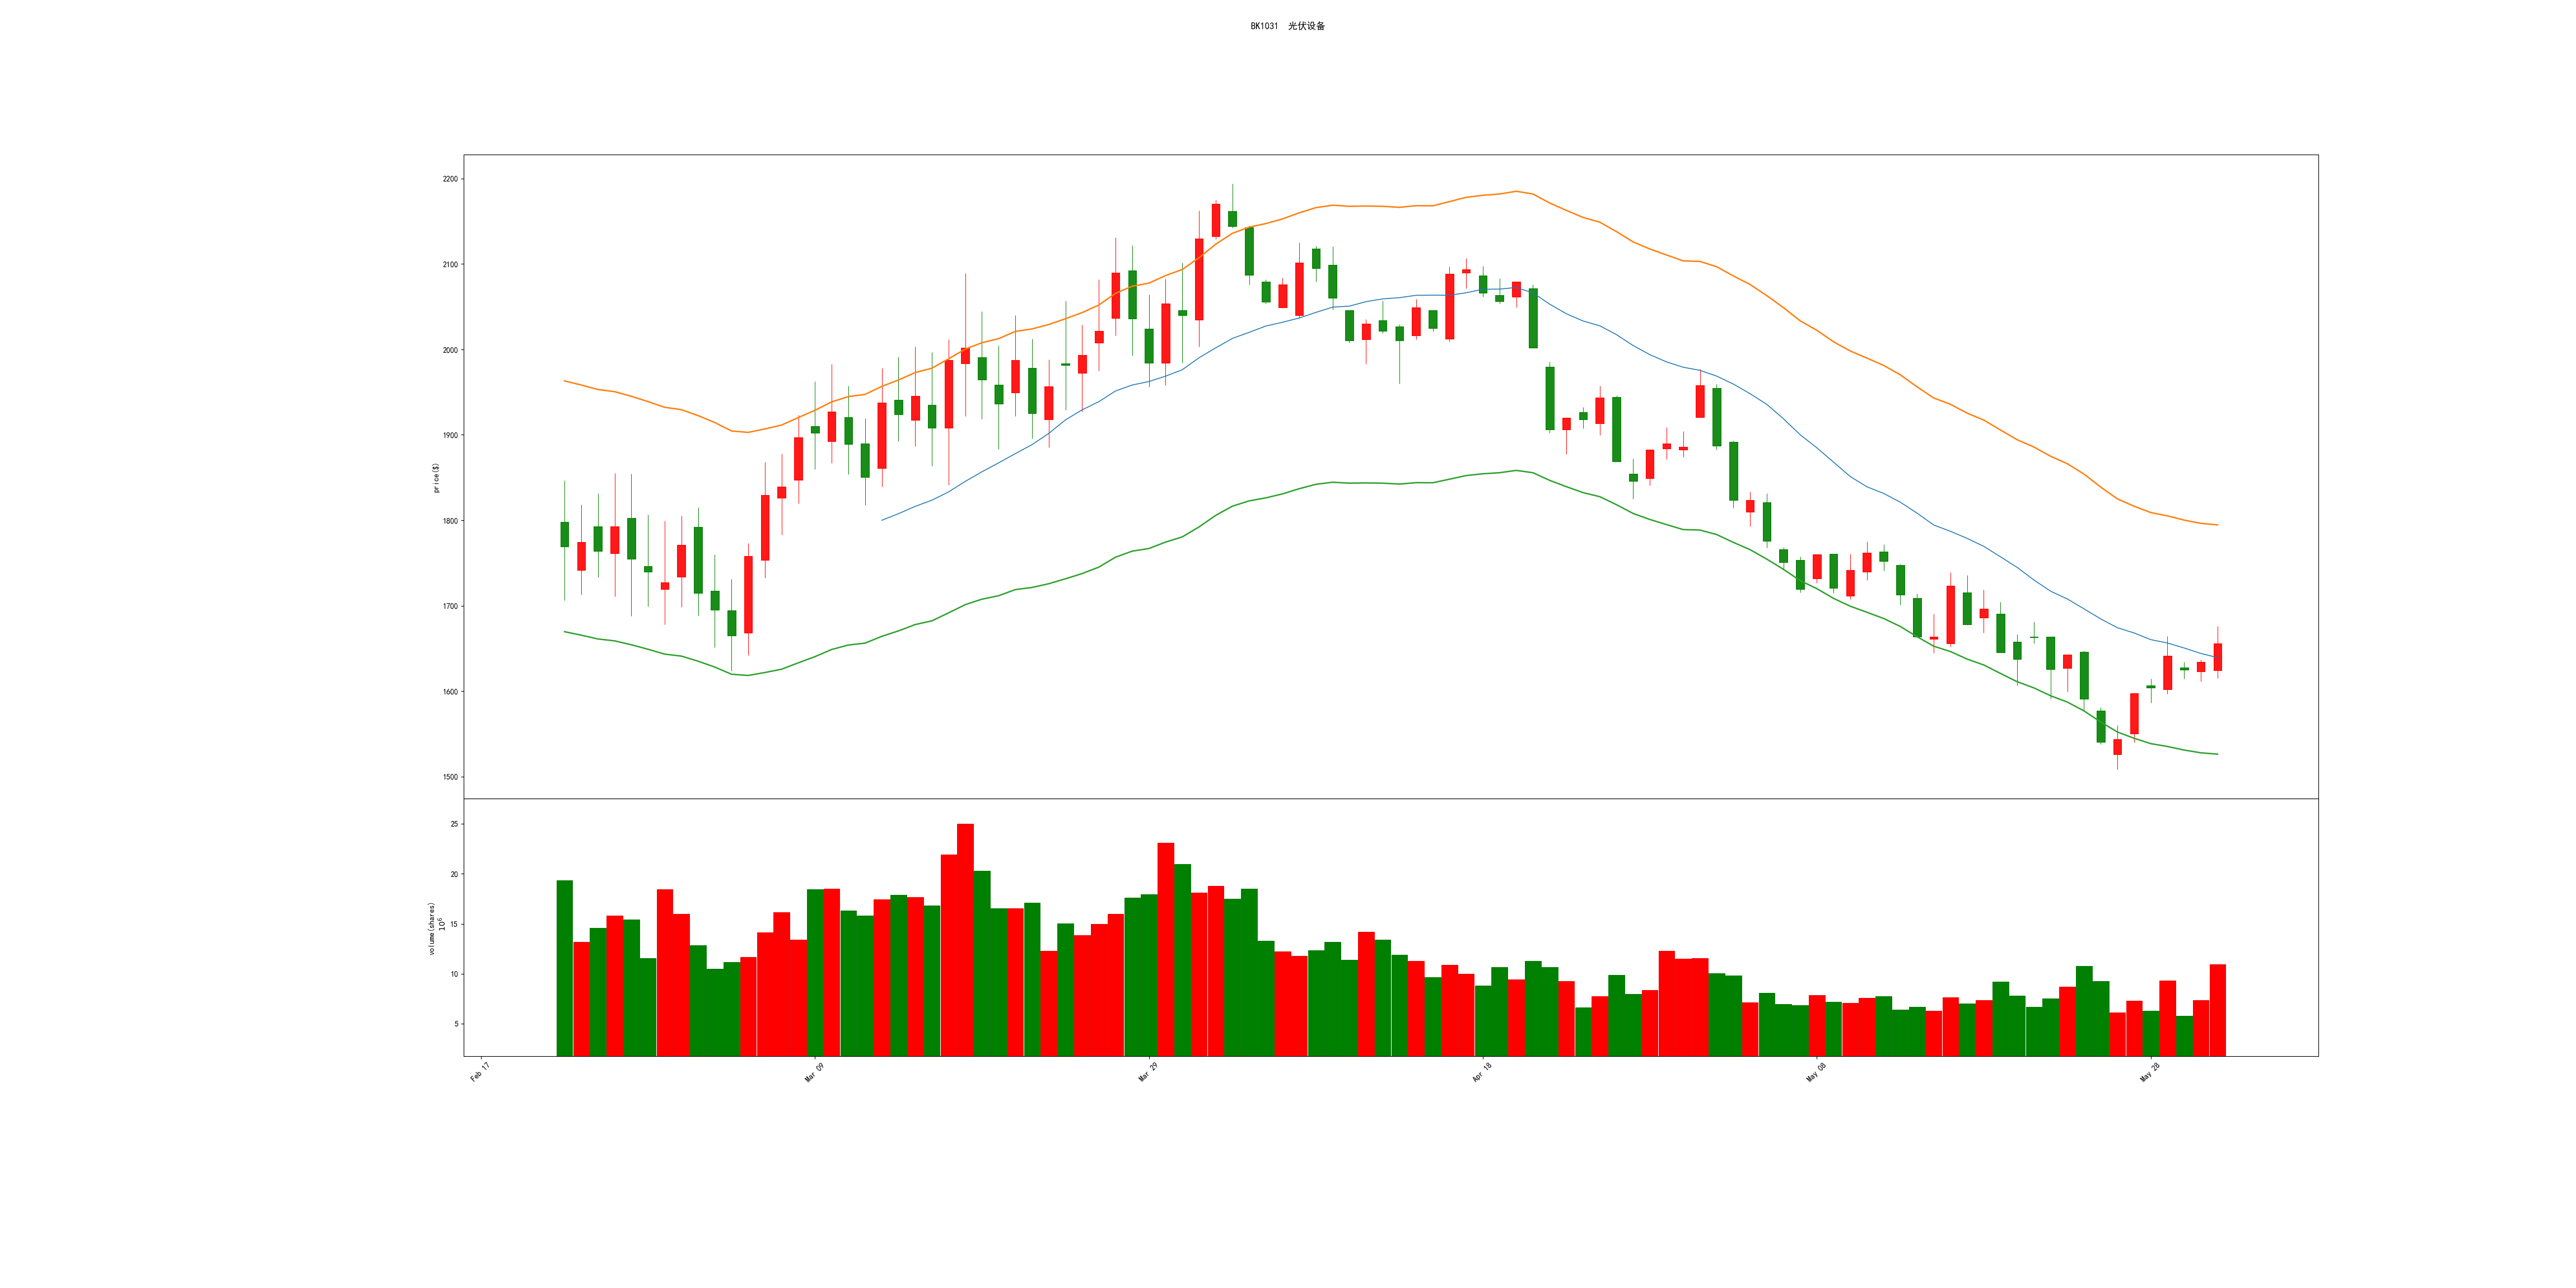 BK1031 光伏设备
price($)
2200
2100
2000
1900
1800
1700
1600
1500
volume(shares)
10^6
25
20
15
10
5
Feb 17
Mar 09
Mar 29
Apr 18
May 08
May 28